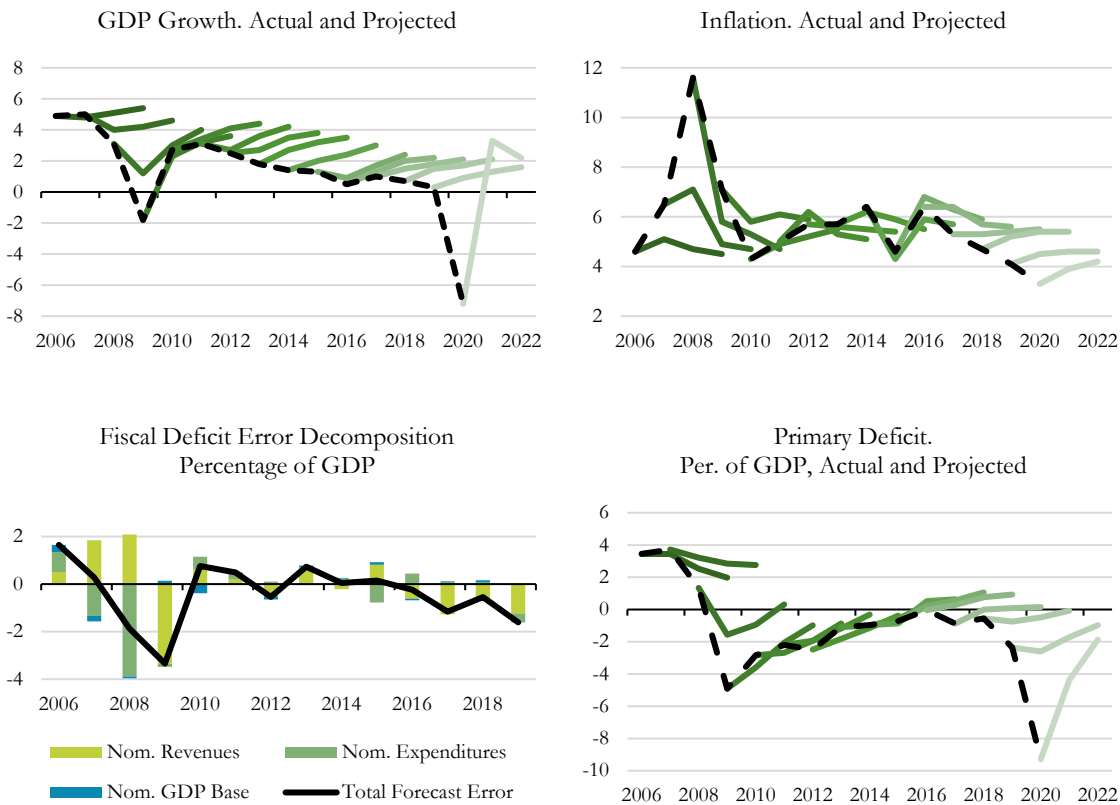 GDP Growth. Actual and Projected
8
6
4
2
0
-2
-4
-6
-8
2006 2008 2010 2012 2014 2016 2018 2020 2022
Inflation. Actual and Projected
12
10
8
6
4
2
2006 2008 2010 2012 2014 2016 2018 2020 2022
Fiscal Deficit Error Decomposition
Percentage of GDP
2
0
-2
-4
2006 2008 2010 2012 2014 2016 2018
Nom. Revenues Nom. Expenditures
Nom. GDP Base Total Forecast Error
Primary Deficit.
Per. of GDP, Actual and Projected
6
4
2
0
-2
-4
-6
-8
-10
2006 2008 2010 2012 2014 2016 2018 2020 2022